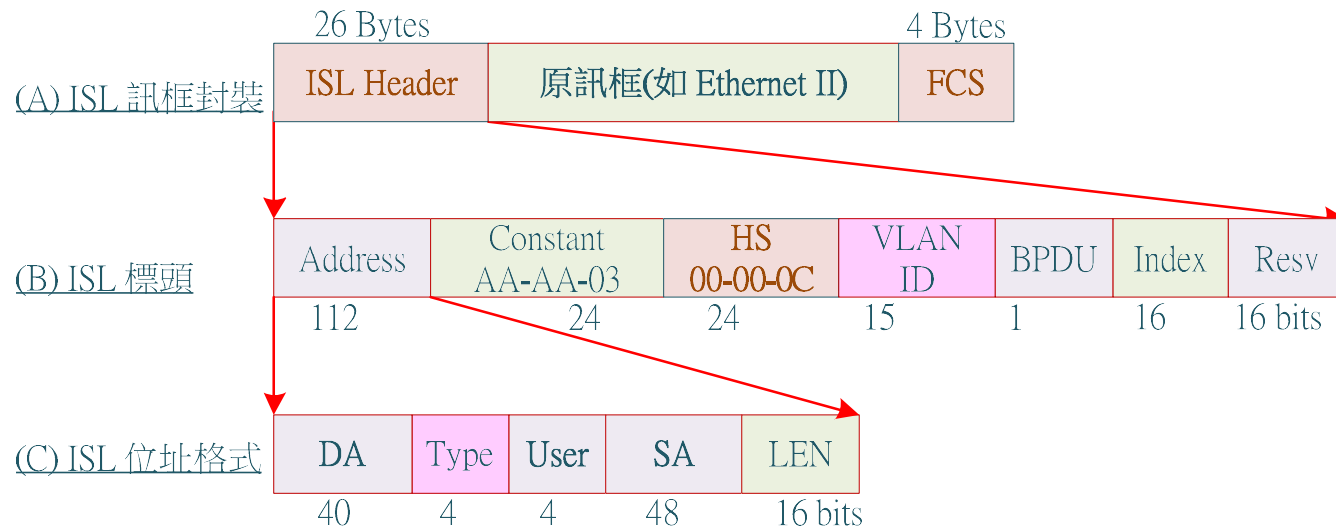 26 Bytes 4 Bytes
(A) ISL 訊框封裝 ISL Header 原訊框(如 Ethernet II) FCS
(B) ISL 標頭 Address Constant AA-AA-03 HS 00-00-0C VLAN ID BPDU Index Resv
112 24 24 15 1 16 16 bits
(C) ISL 位址格式 DA Type User SA LEN
40 4 4 48 16 bits